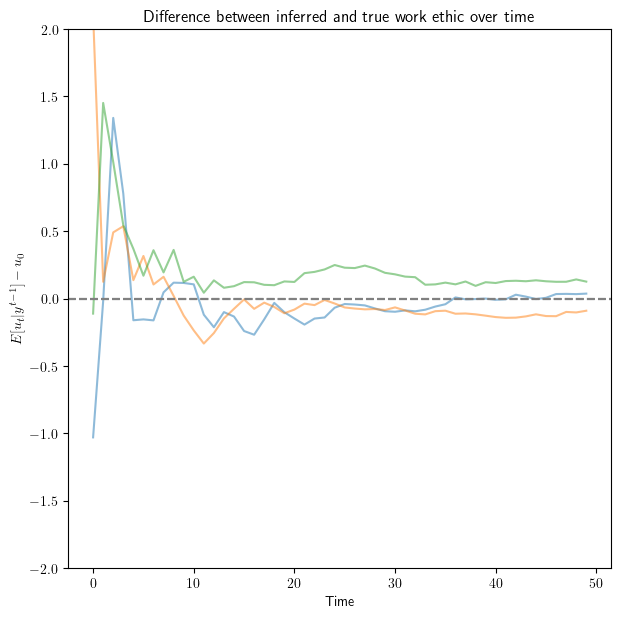 Difference between inferred and true work ethic over time
2.0
1.5
1.0
0.5
0.0
−0.5
−1.0
−1.5
−2.0
E[u_t|y^{t−1}] − u_0
0 10 20 30 40 50
Time